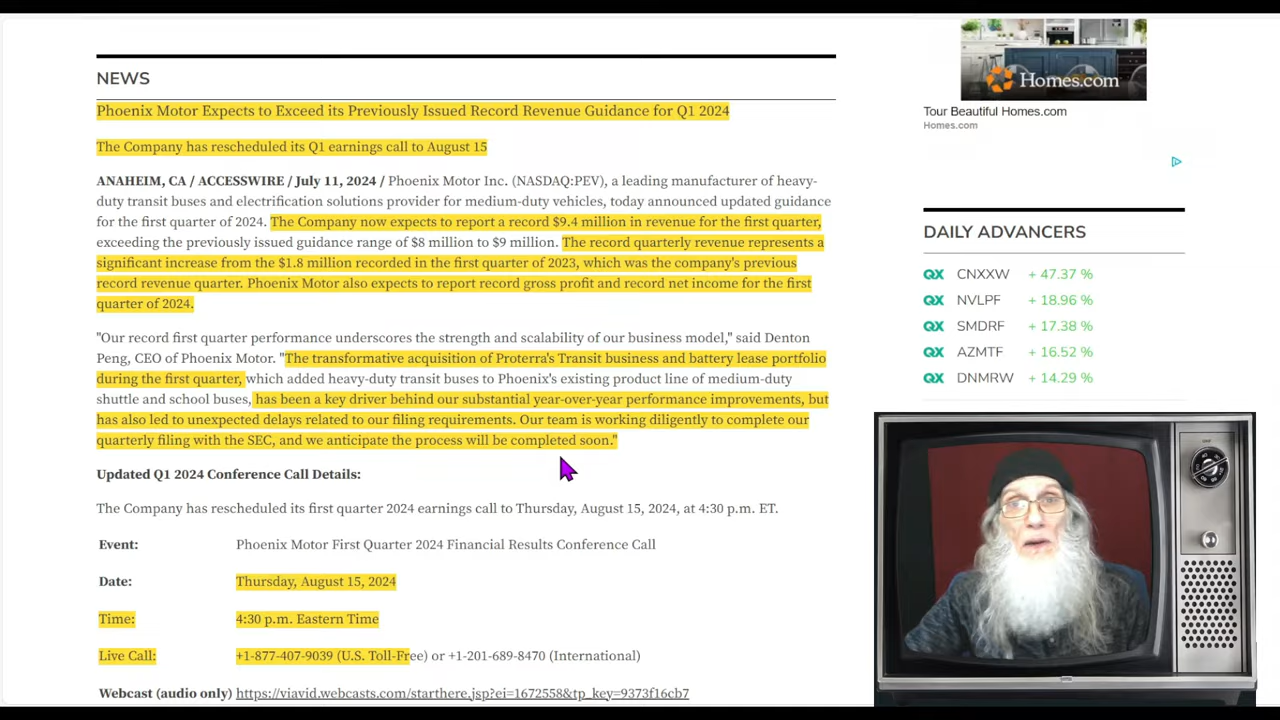 NEWS
Phoenix Motor Expects to Exceed its Previously Issued Record Revenue Guidance for Q1 2024
The Company has rescheduled its Q1 earnings call to August 15
ANAHEIM, CA / ACCESSWIRE / July 11, 2024 / Phoenix Motor Inc. (NASDAQ:PEV), a leading manufacturer of heavy-
duty transit buses and electrification solutions provider for medium-duty vehicles, today announced updated guidance
for the first quarter of 2024. The Company now expects to report a record $9.4 million in revenue for the first quarter,
exceeding the previously issued guidance range of $8 million to $9 million. The record quarterly revenue represents a
significant increase from the $1.8 million recorded in the first quarter of 2023, which was the company's previous
record revenue quarter. Phoenix Motor also expects to report record gross profit and record net income for the first
quarter of 2024.
"Our record first quarter performance underscores the strength and scalability of our business model," said Denton
Peng, CEO of Phoenix Motor. "The transformative acquisition of Proterra's Transit business and battery lease portfolio
during the first quarter, which added heavy-duty transit buses to Phoenix's existing product line of medium-duty
shuttle and school buses, has been a key driver behind our substantial year-over-year performance improvements, but
has also led to unexpected delays related to our filing requirements. Our team is working diligently to complete our
quarterly filing with the SEC, and we anticipate the process will be completed soon."
Updated Q1 2024 Conference Call Details:
The Company has rescheduled its first quarter 2024 earnings call to Thursday, August 15, 2024, at 4:30 p.m. ET.
Event: Phoenix Motor First Quarter 2024 Financial Results Conference Call
Date: Thursday, August 15, 2024
Time: 4:30 p.m. Eastern Time
Live Call: +1-877-407-9039 (U.S. Toll-Free) or +1-201-689-8470 (International)
Webcast (audio only) https://viavid.webcasts.com/starthere.jsp?ei=1672558&tp_key=9373f16cb7
Homes.com
Tour Beautiful Homes.com
Homes.com
DAILY ADVANCERS
QX CNXXW + 47.37 %
QX NVLPF + 18.96 %
QX SMDRF + 17.38 %
QX AZMTF + 16.52 %
QX DNMRW + 14.29 %